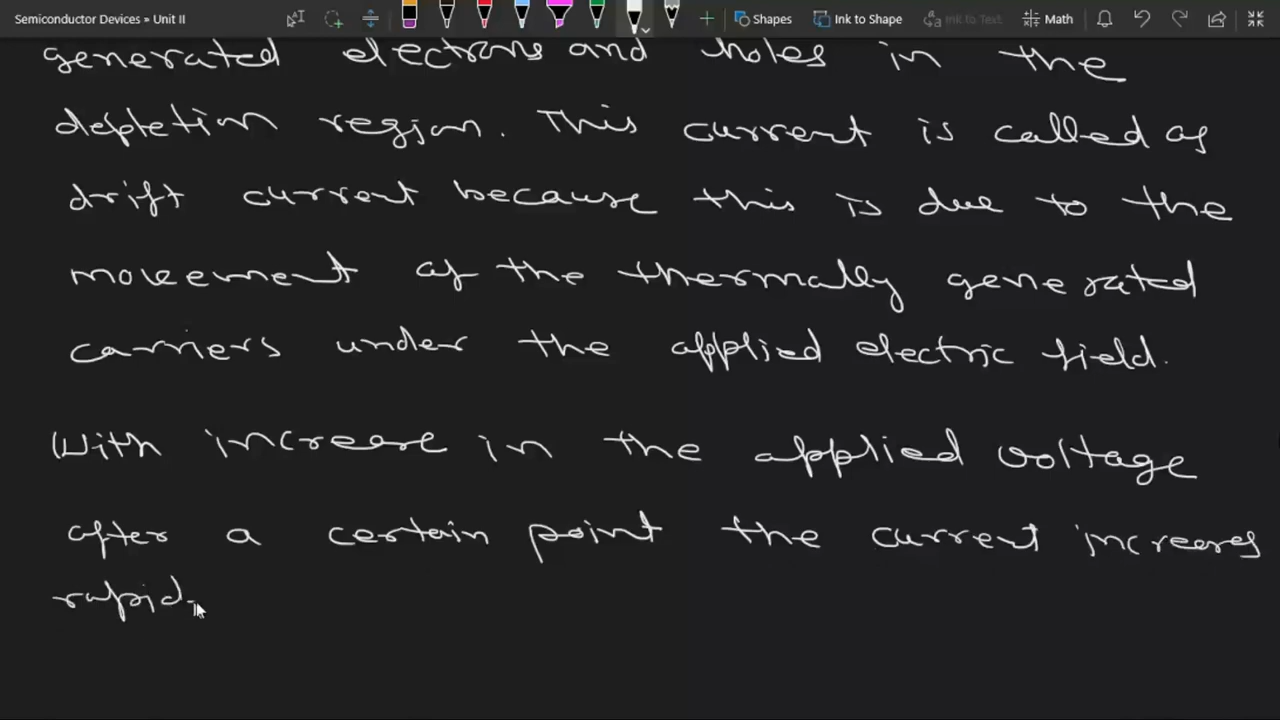 Semiconductor Devices » Unit II
Shapes Ink to Shape Ink to Text Math
generated electrons and holes in the
depletion region. This current is called as
drift current because this is due to the
movement of the thermally generated
carriers under the applied electric field.
With increase in the applied voltage
after a certain point the current increases
rapid